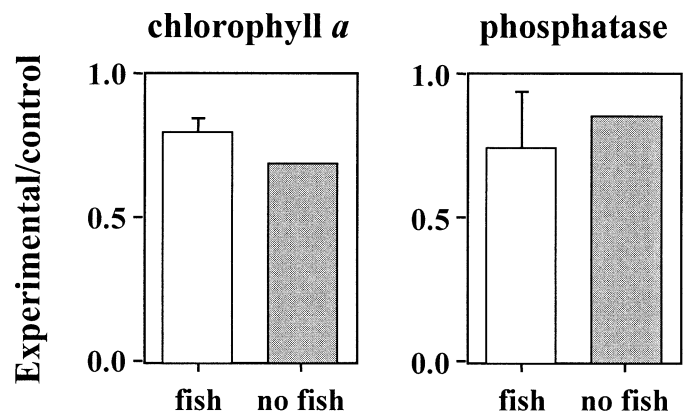 chlorophyll a
phosphatase
Experimental/control
1.0
0.5
0.0
fish
no fish
1.0
0.5
0.0
fish
no fish